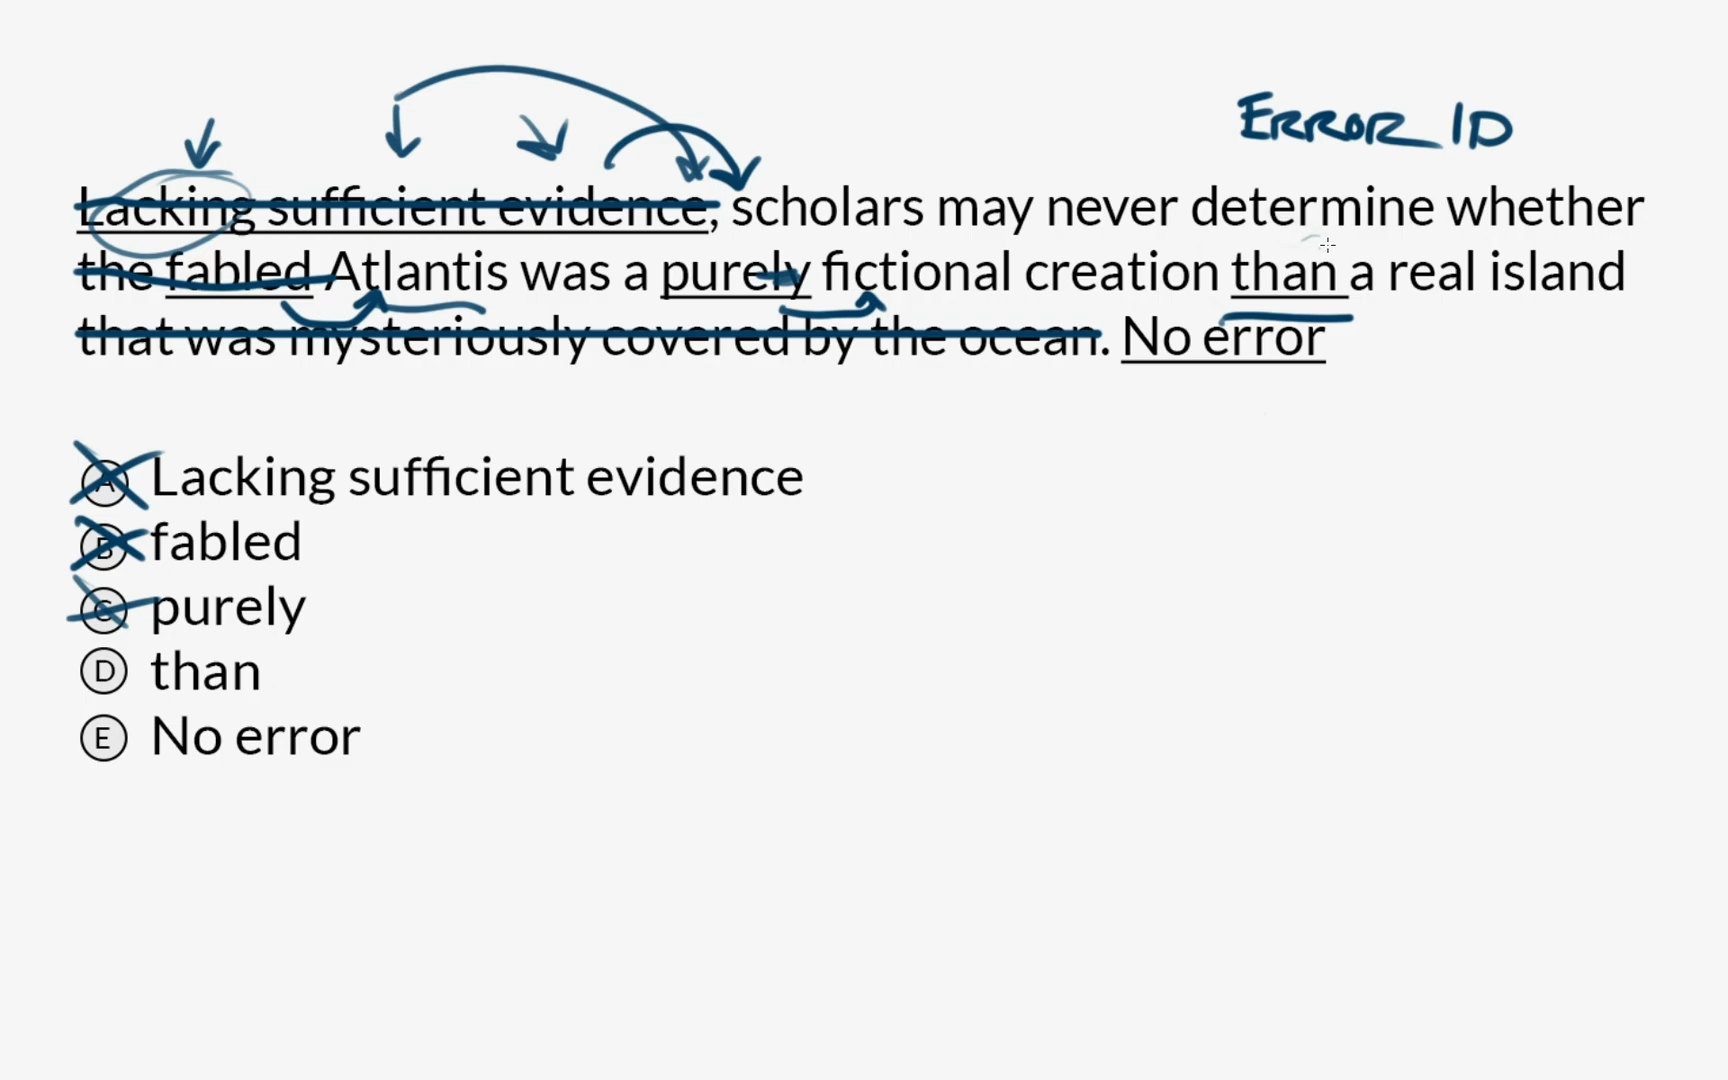 ERROR ID
Lacking sufficient evidence, scholars may never determine whether
the fabled Atlantis was a purely fictional creation than a real island
that was mysteriously covered by the ocean. No error
A Lacking sufficient evidence
B fabled
C purely
D than
E No error